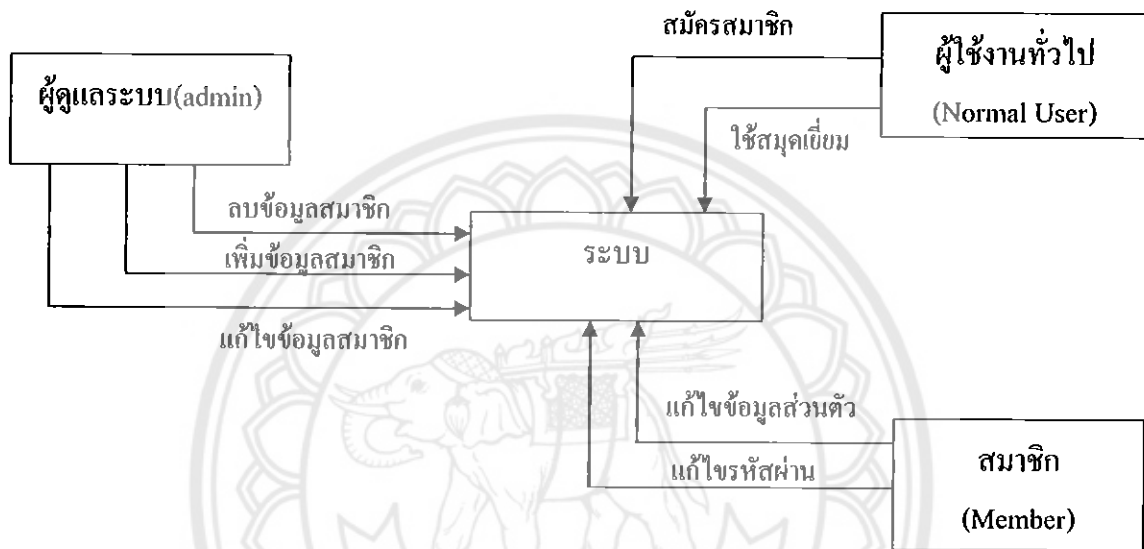 สมัครสมาชิก
ผู้ใช้งานทั่วไป
(Normal User)
ผู้ดูแลระบบ(admin)
ใช้สมุดเยี่ยม
ลบข้อมูลสมาชิก
ระบบ
เพิ่มข้อมูลสมาชิก
แก้ไขข้อมูลสมาชิก
แก้ไขข้อมูลส่วนตัว
แก้ไขรหัสผ่าน
สมาชิก
(Member)